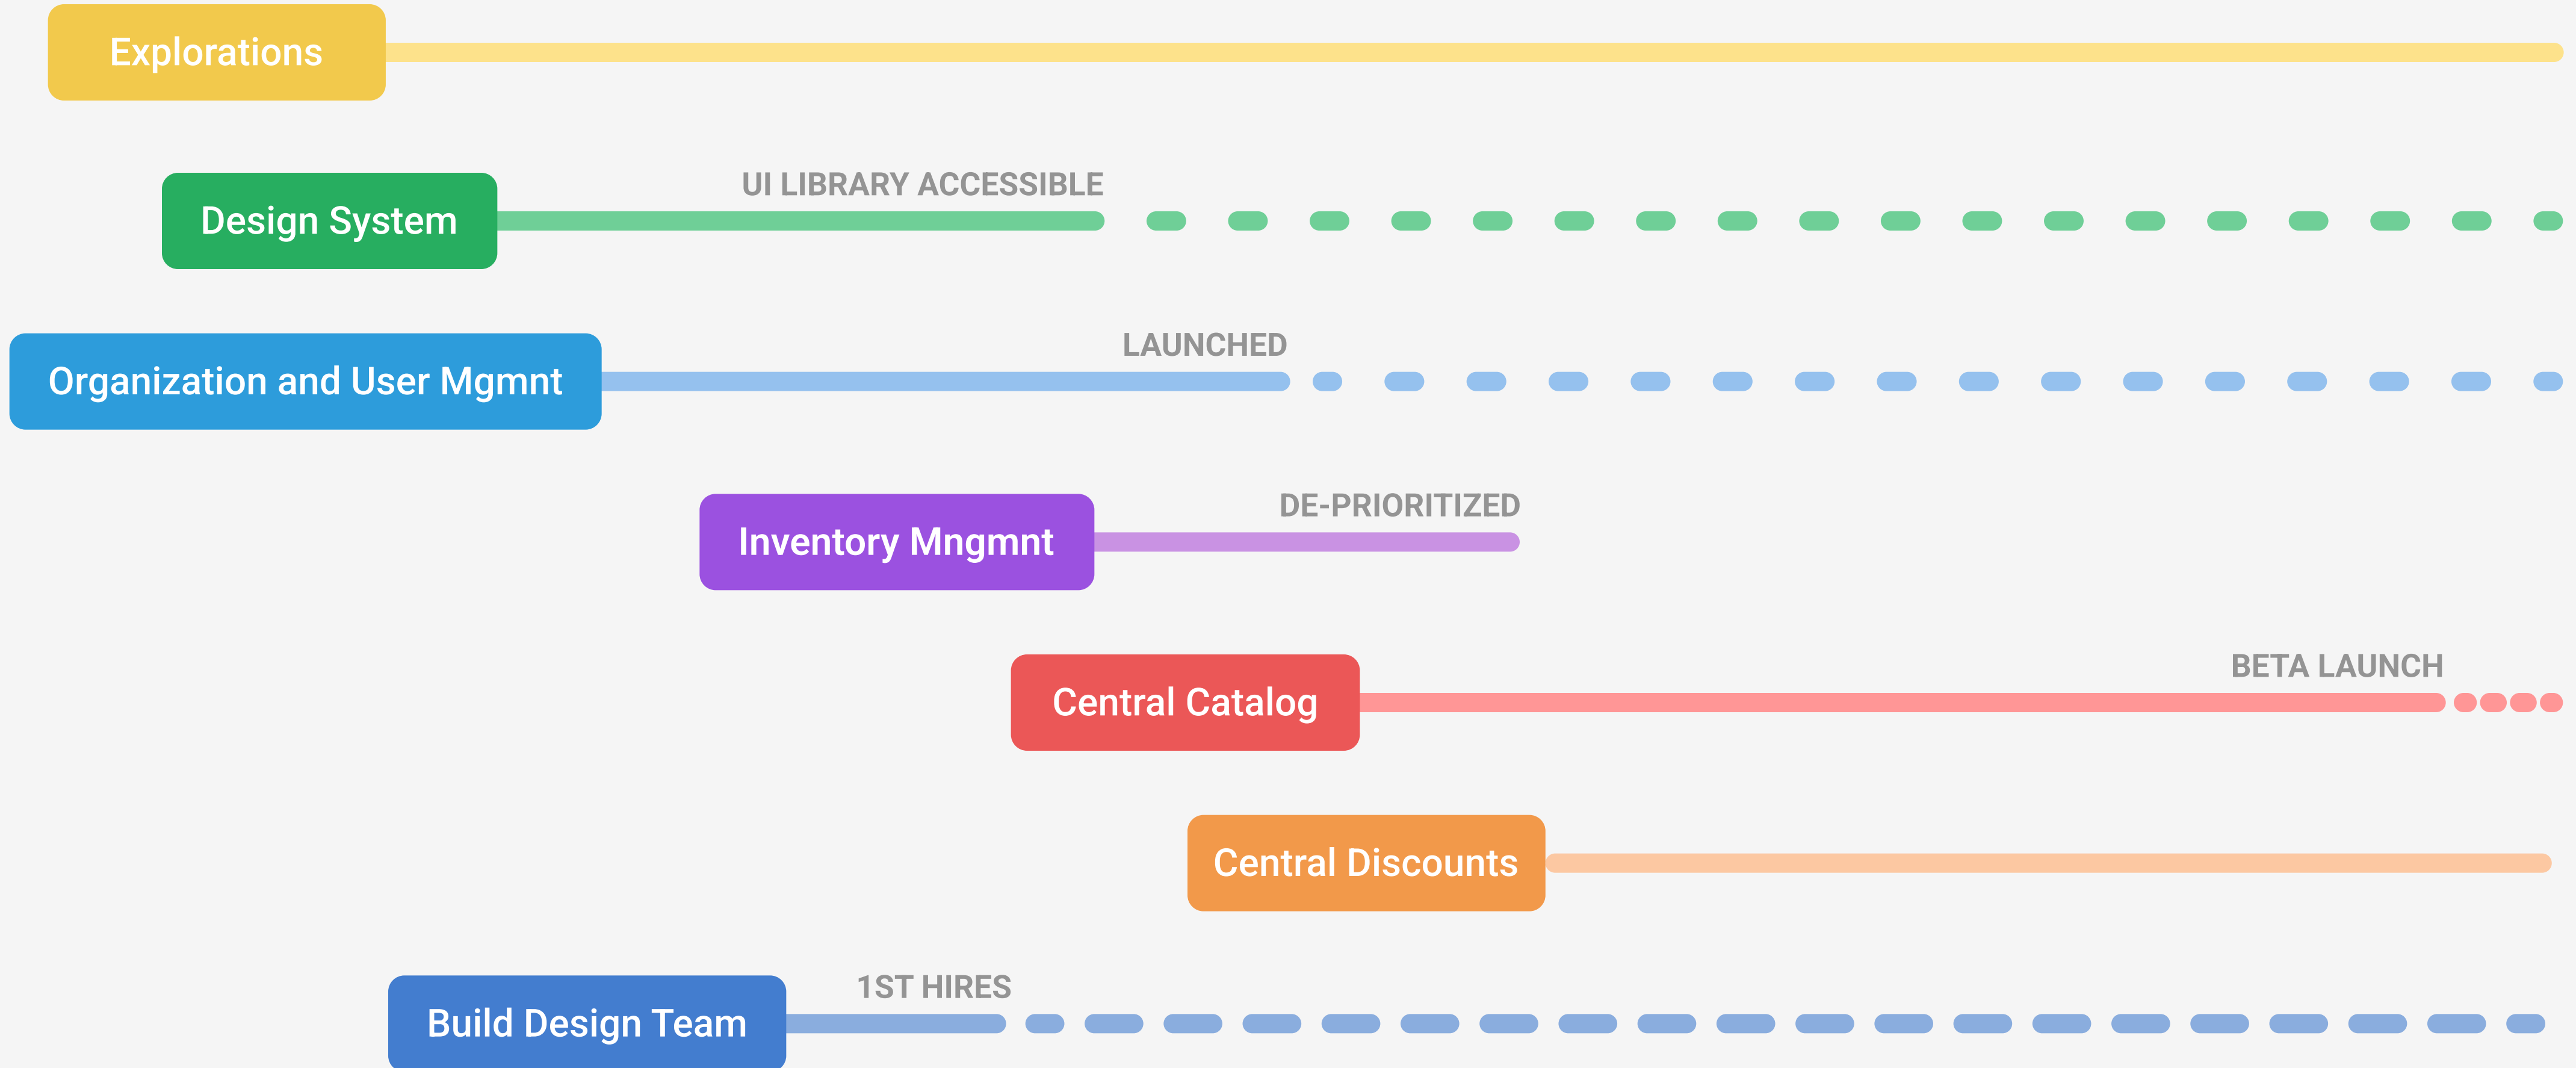 Explorations
UI LIBRARY ACCESSIBLE
Design System
LAUNCHED
Organization and User Mgmnt
DE-PRIORITIZED
Inventory Mngmnt
BETA LAUNCH
Central Catalog
Central Discounts
1ST HIRES
Build Design Team